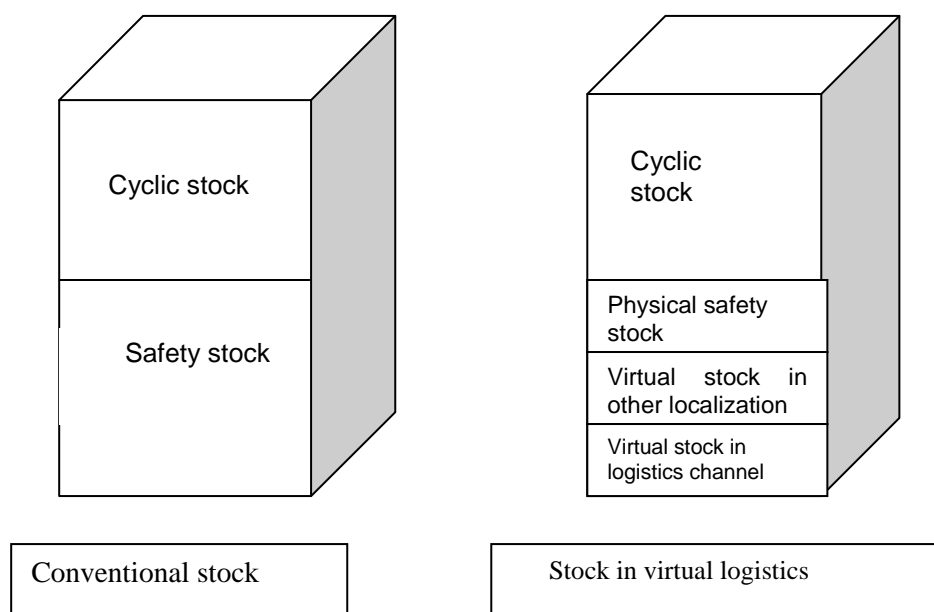 Cyclic stock
Safety stock
Conventional stock
Cyclic
stock
Physical safety
stock
Virtual stock in
other localization
Virtual stock in
logistics channel
Stock in virtual logistics